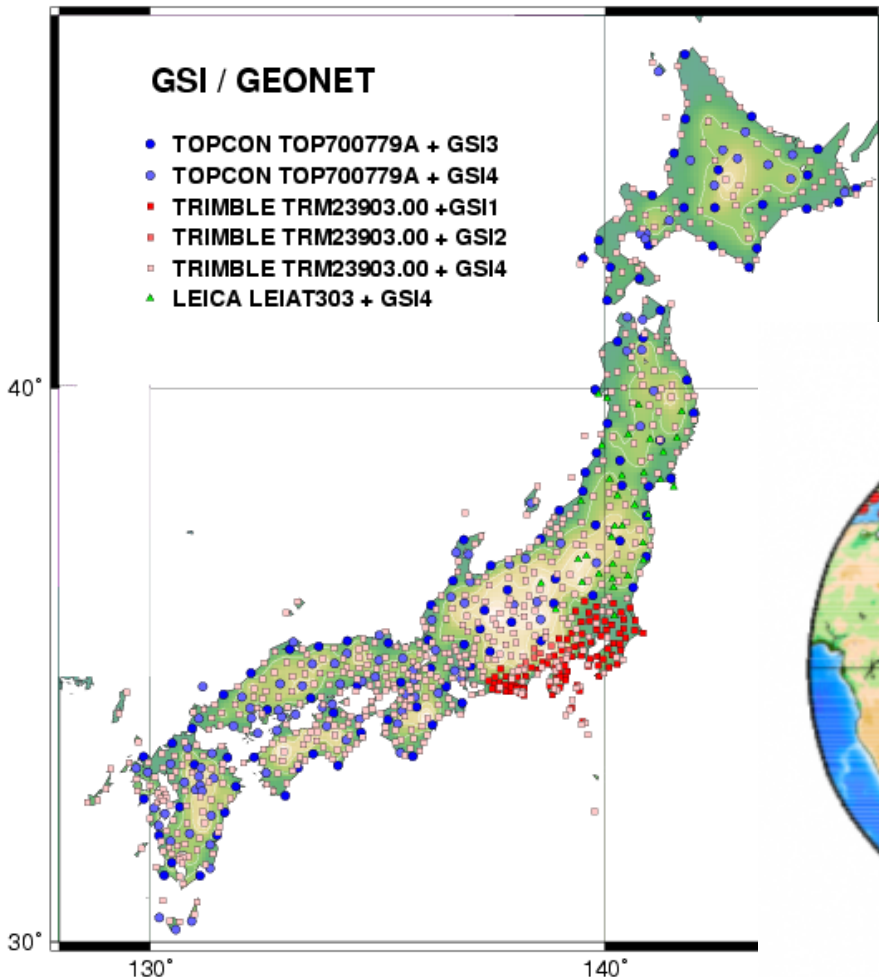 GSI / GEONET
TOPCON TOP700779A + GSI3
TOPCON TOP700779A + GSI4
TRIMBLE TRM23903.00 +GSI1
TRIMBLE TRM23903.00 + GSI2
TRIMBLE TRM23903.00 + GSI4
LEICA LEIAT303 + GSI4
40°
30°
130°
140°